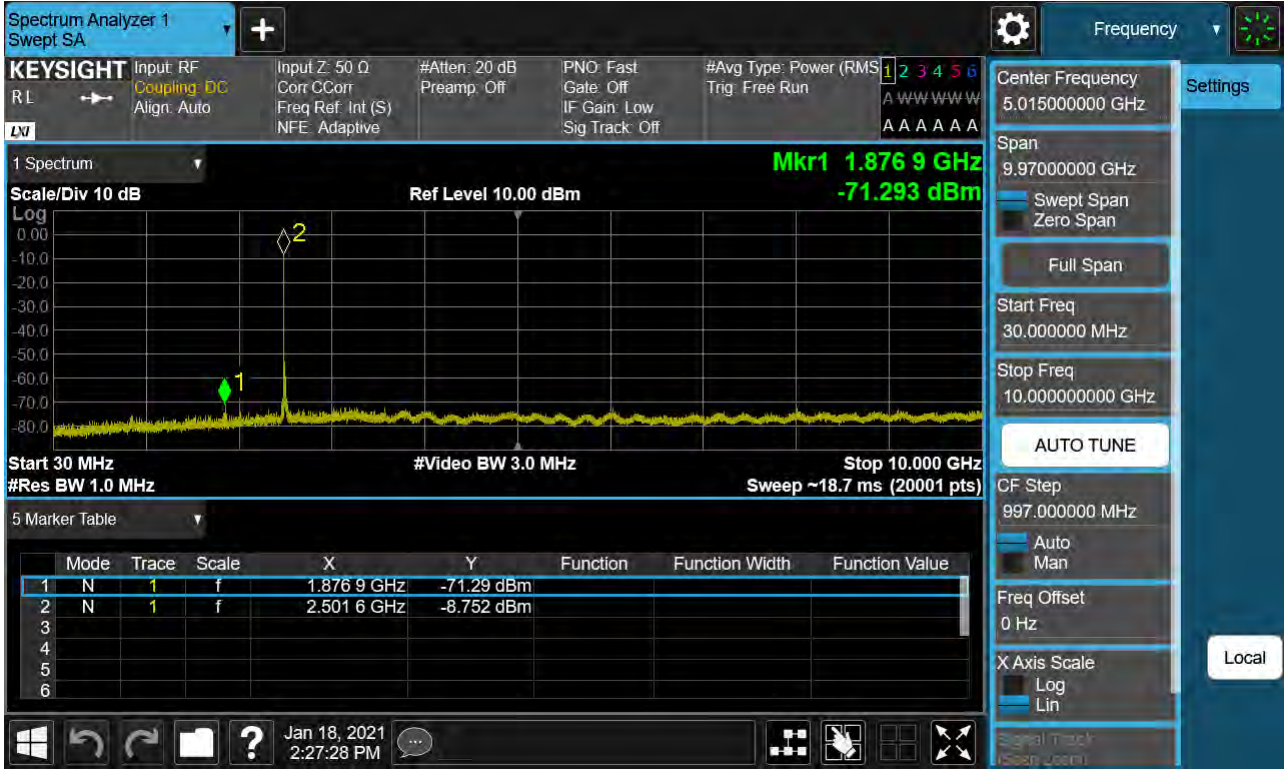 Spectrum Analyzer 1
Swept SA
+
Frequency
KEYSIGHT
RL
LXI
Input: RF
Coupling: DC
Align: Auto
Input Z: 50 Ω
Corr CCorr
Freq Ref: Int (S)
NFE: Adaptive
#Atten: 20 dB
Preamp: Off
PNO: Fast
Gate: Off
IF Gain: Low
Sig Track: Off
#Avg Type: Power (RMS
Trig: Free Run
1 2 3 4 5 6
A W W W W W
A A A A A A
1 Spectrum
Mkr1 1.876 9 GHz
-71.293 dBm
Scale/Div 10 dB
Ref Level 10.00 dBm
Log
0.00
-10.0
-20.0
-30.0
-40.0
-50.0
-60.0
-70.0
-80.0
1
2
Start 30 MHz
#Video BW 3.0 MHz
Stop 10.000 GHz
#Res BW 1.0 MHz
Sweep ~18.7 ms (20001 pts)
5 Marker Table
Mode Trace Scale X Y Function Function Width Function Value
1 N 1 f 1.876 9 GHz -71.29 dBm
2 N 1 f 2.501 6 GHz -8.752 dBm
3
4
5
6
Center Frequency
5.015000000 GHz
Span
9.97000000 GHz
Swept Span
Zero Span
Full Span
Start Freq
30.000000 MHz
Stop Freq
10.000000000 GHz
AUTO TUNE
CF Step
997.000000 MHz
Auto
Man
Freq Offset
0 Hz
X Axis Scale
Log
Lin
Signal Track
(Span Zoom)
Settings
Local
?
Jan 18, 2021
2:27:28 PM